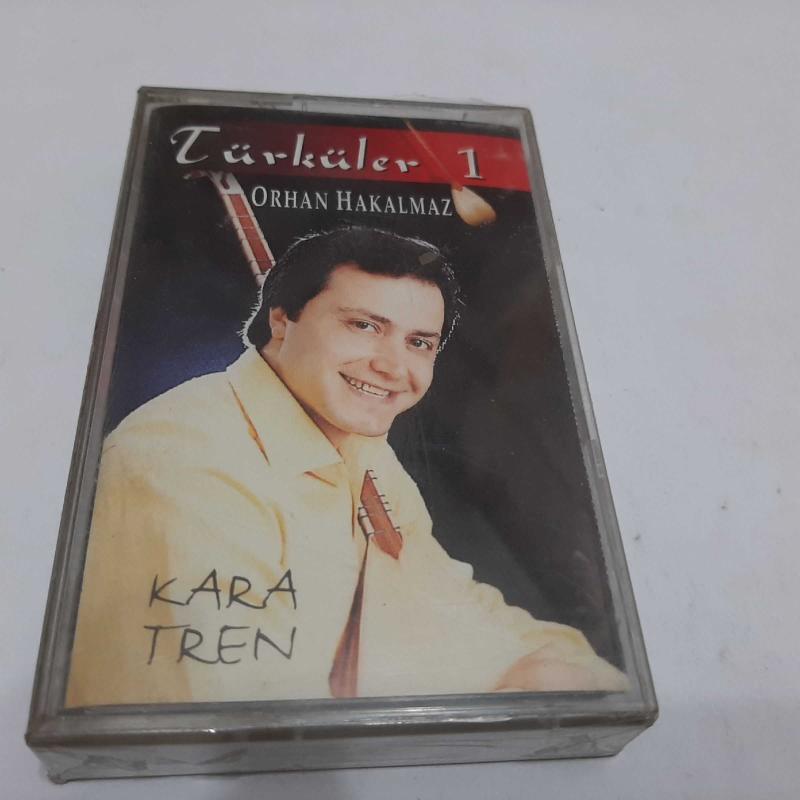 Türküler 1
ORHAN HAKALMAZ
KARA
TREN